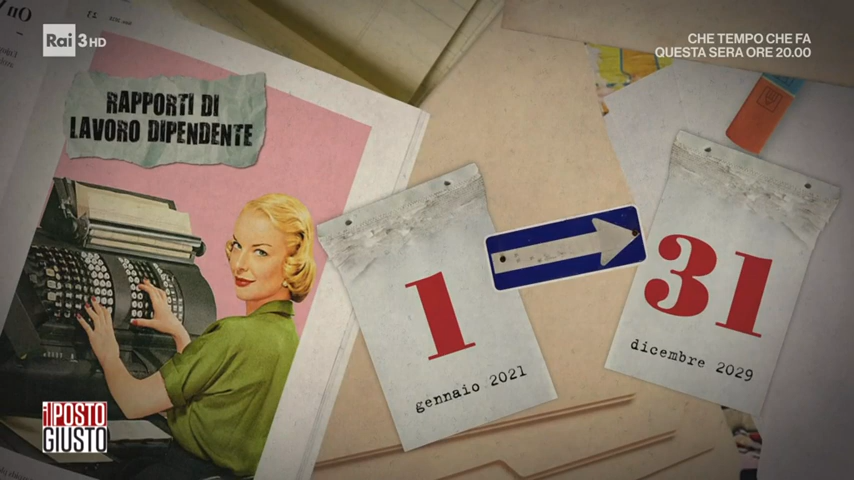 Rai 3 HD
CHE TEMPO CHE FA
QUESTA SERA ORE 20.00
RAPPORTI DI
LAVORO DIPENDENTE
1
gennaio 2021
31
dicembre 2029
il POSTO
GIUSTO